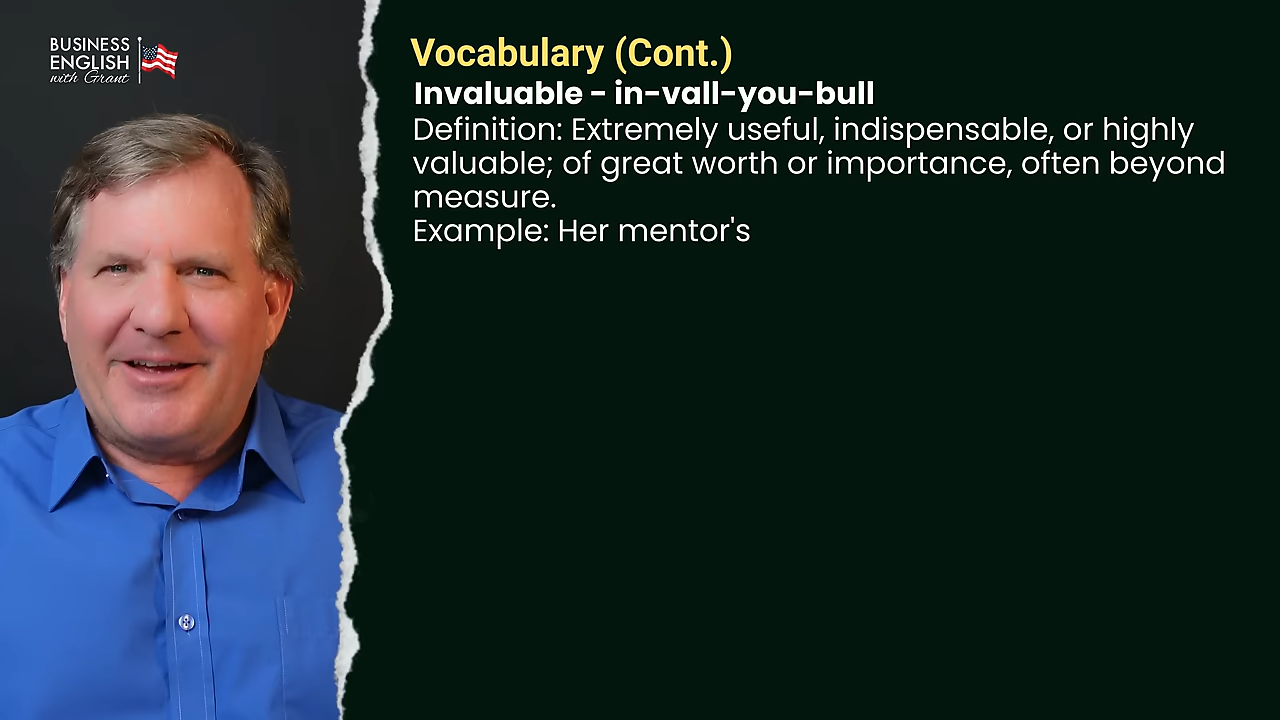 BUSINESS
ENGLISH
with Grant
Vocabulary (Cont.)
Invaluable - in-vall-you-bull
Definition: Extremely useful, indispensable, or highly
valuable; of great worth or importance, often beyond
measure.
Example: Her mentor's